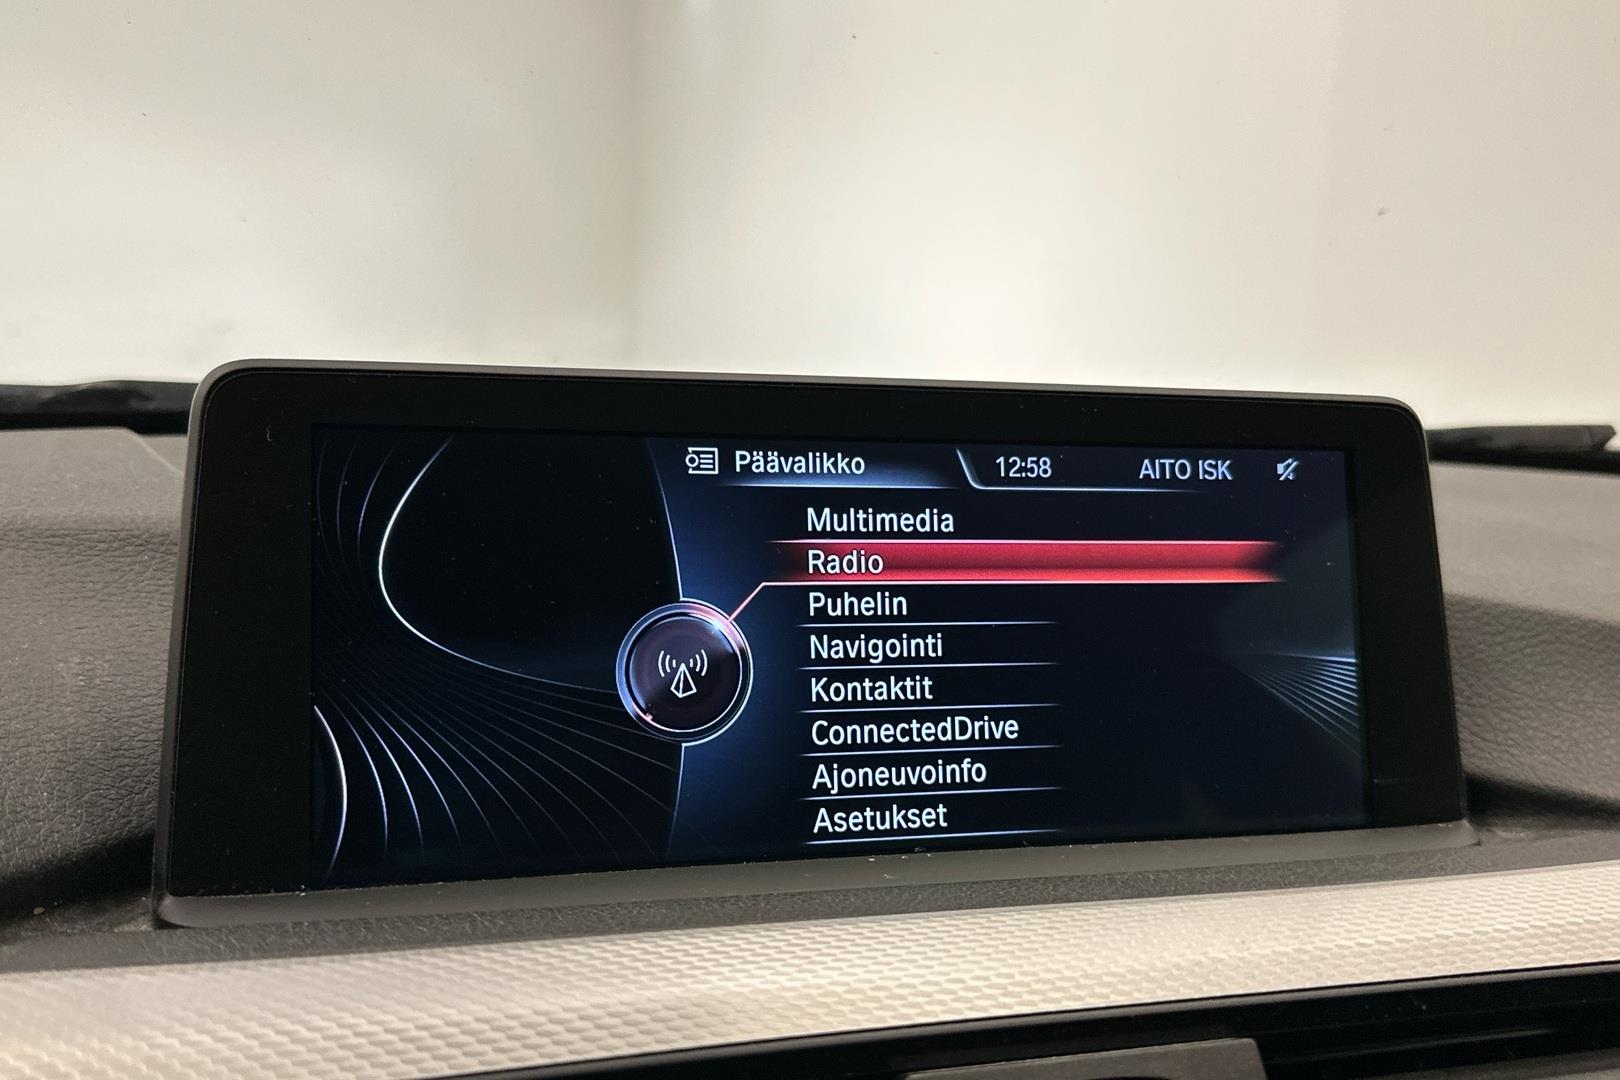 Päävalikko 12:58 AITO ISK
Multimedia
Radio
Puhelin
Navigointi
Kontaktit
ConnectedDrive
Ajoneuvoinfo
Asetukset